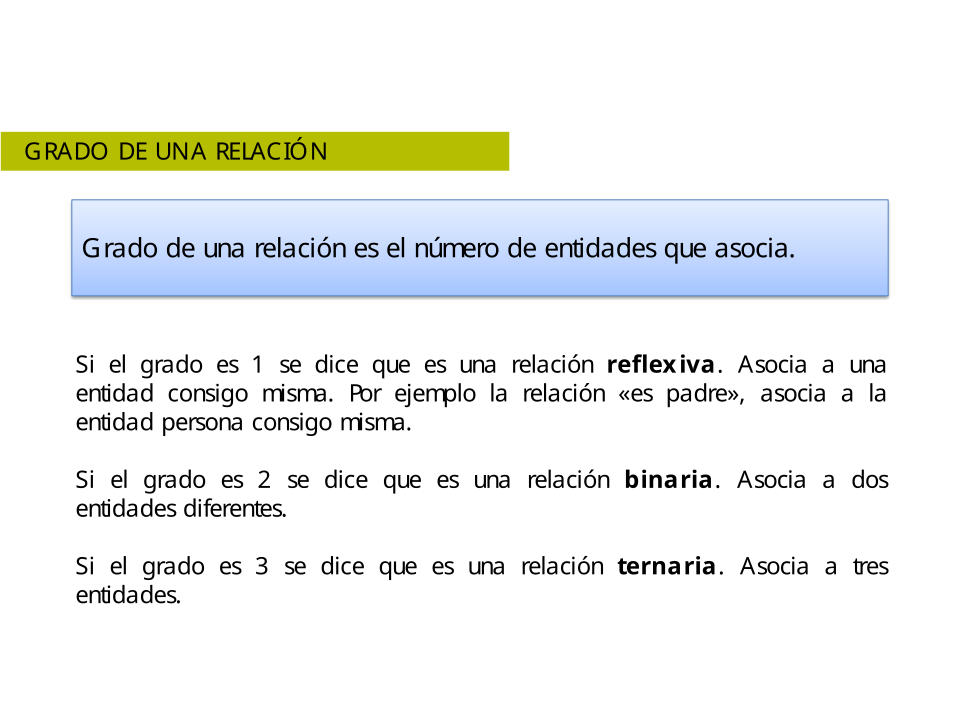 GRADO DE UNA RELACIÓN
Grado de una relación es el número de entidades que asocia.
Si el grado es 1 se dice que es una relación reflexiva. Asocia a una
entidad consigo misma. Por ejemplo la relación «es padre», asocia a la
entidad persona consigo misma.
Si el grado es 2 se dice que es una relación binaria. Asocia a dos
entidades diferentes.
Si el grado es 3 se dice que es una relación ternaria. Asocia a tres
entidades.